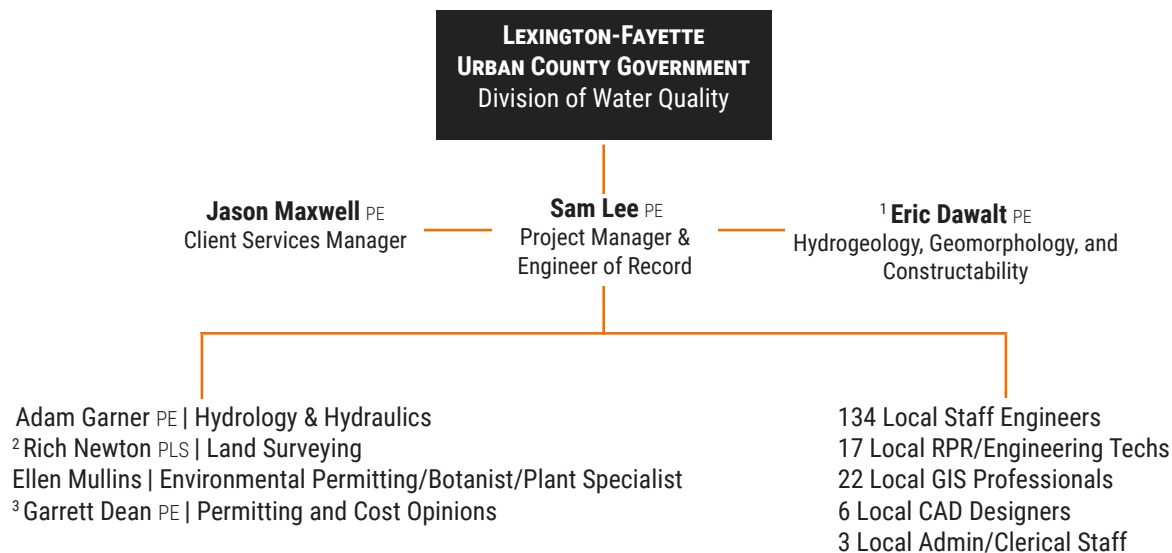 LEXINGTON-FAYETTE
URBAN COUNTY GOVERNMENT
Division of Water Quality
Jason Maxwell PE
Client Services Manager
Sam Lee PE
Project Manager &
Engineer of Record
1 Eric Dawalt PE
Hydrogeology, Geomorphology, and
Constructability
Adam Garner PE | Hydrology & Hydraulics
2 Rich Newton PLS | Land Surveying
Ellen Mullins | Environmental Permitting/Botanist/Plant Specialist
3 Garrett Dean PE | Permitting and Cost Opinions
134 Local Staff Engineers
17 Local RPR/Engineering Techs
22 Local GIS Professionals
6 Local CAD Designers
3 Local Admin/Clerical Staff